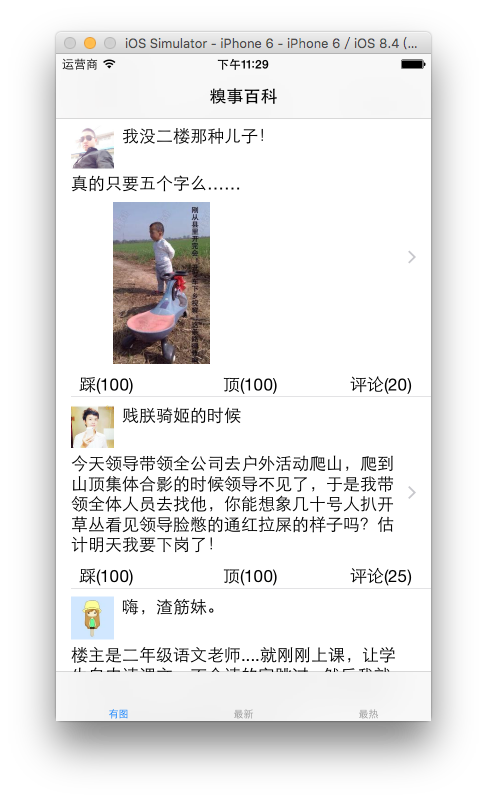 iOS Simulator - iPhone 6 - iPhone 6 / iOS 8.4 (...
运营商 下午11:29
糗事百科
我没二楼那种儿子！
真的只要五个字么……
踩(100) 顶(100) 评论(20)
贱朕骑姬的时候
今天领导带领全公司去户外活动爬山，爬到
山顶集体合影的时候领导不见了，于是我带
领全体人员去找他，你能想象几十号人扒开
草丛看见领导脸憋的通红拉屎的样子吗？估
计明天我要下岗了！
踩(100) 顶(100) 评论(25)
嗨，渣筋妹。
楼主是二年级语文老师....就刚刚上课，让学
有图 最新 最热